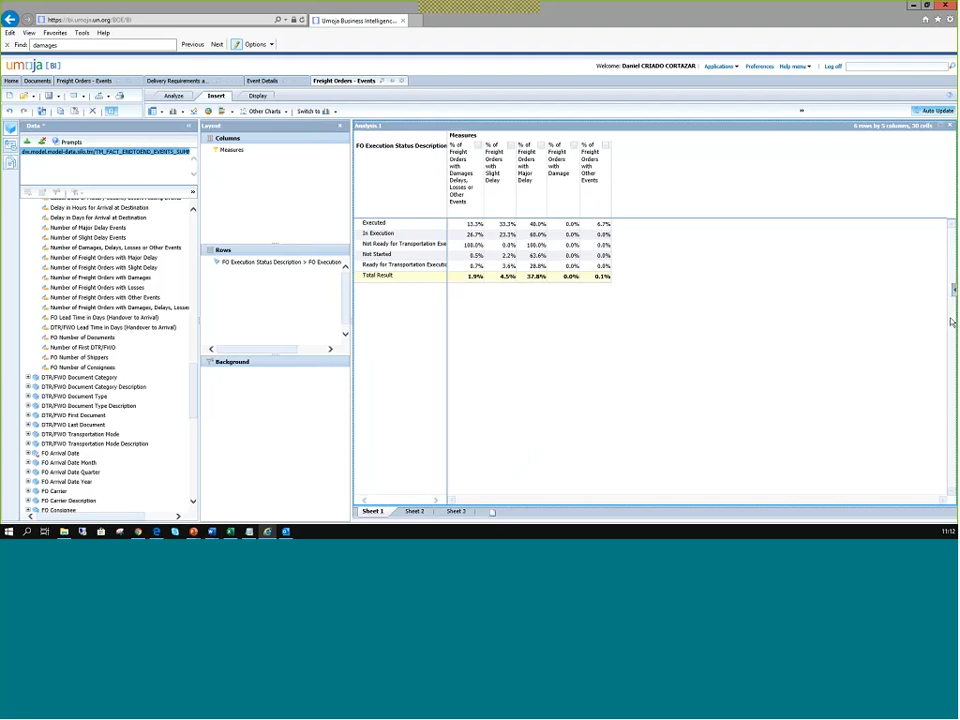 https://bi.umoja.un.org/BOE/BI
Umoja Business Intelligenc...
Edit View Favorites Tools Help
Find: damages
Previous Next
Options
umoja [BI]
Welcome: Daniel CRIADO CORTAZAR
Applications
Preferences
Help menu
Log off
Home
Documents
Freight Orders - Events
Delivery Requirements a...
Event Details
Freight Orders - Events
Analyze
Insert
Display
Other Charts
Switch to
Auto Update
Data
Prompts
Delay in Hours for Arrival at Destination
Delay in Days for Arrival at Destination
Number of Major Delay Events
Number of Slight Delay Events
Number of Damages, Delays, Losses or Other Events
Number of Freight Orders with Major Delay
Number of Freight Orders with Slight Delay
Number of Freight Orders with Damages
Number of Freight Orders with Losses
Number of Freight Orders with Other Events
Number of Freight Orders with Damages, Delays, Losses
FO Lead Time in Days (Handover to Arrival)
DTR/FWO Lead Time in Days (Handover to Arrival)
FO Number of Documents
Number of First DTR/FWO
FO Number of Shippers
FO Number of Consignees
DTR/FWO Document Category
DTR/FWO Document Category Description
DTR/FWO Document Type
DTR/FWO Document Type Description
DTR/FWO First Document
DTR/FWO Last Document
DTR/FWO Transportation Mode
DTR/FWO Transportation Mode Description
FO Arrival Date
FO Arrival Date Month
FO Arrival Date Quarter
FO Arrival Date Year
FO Carrier
FO Carrier Description
FO Consignee
Layout
Columns
Measures
Rows
FO Execution Status Description > FO Execution
Background
Analysis 1
6 rows by 5 columns, 30 cells
Measures
FO Execution Status Description
% of Freight Orders with Damages Delays, Losses or Other Events
% of Freight Orders with Slight Delay
% of Freight Orders with Major Delay
% of Freight Orders with Damage
% of Freight Orders with Other Events
Executed 13.3% 33.3% 40.0% 0.0% 6.7%
In Execution 26.7% 23.3% 60.0% 0.0% 0.0%
Not Ready for Transportation Exe 100.0% 0.0% 100.0% 0.0% 0.0%
Not Started 0.5% 2.2% 63.6% 0.0% 0.0%
Ready for Transportation Executio 0.7% 3.6% 28.8% 0.0% 0.0%
Total Result 1.9% 4.5% 37.8% 0.0% 0.1%
Sheet 1
Sheet 2
Sheet 3
11:12